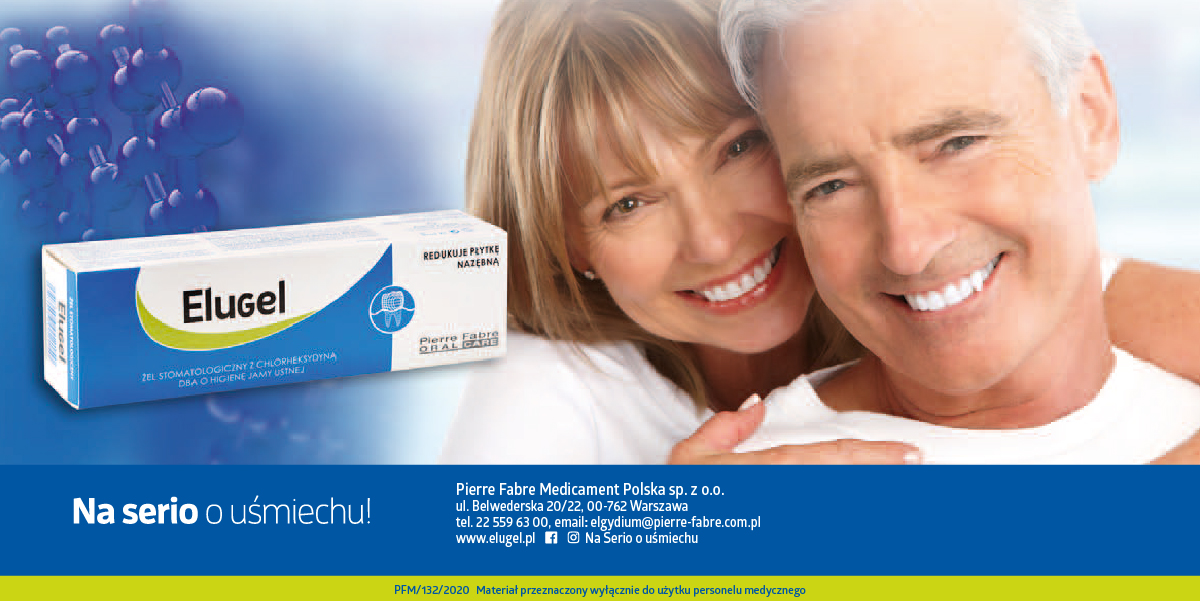 REDUKUJE PŁYTKĘ
NAZĘBNĄ
Elugel
Elugel
ŻEL STOMATOLOGICZNY
Pierre Fabre
ORAL CARE
ŻEL STOMATOLOGICZNY Z CHLORHEKSYDYNĄ
DBA O HIGIENĘ JAMY USTNEJ
Na serio o uśmiechu!
Pierre Fabre Medicament Polska sp. z o.o.
ul. Belwederska 20/22, 00-762 Warszawa
tel. 22 559 63 00, email: elgydium@pierre-fabre.com.pl
www.elugel.pl Na Serio o uśmiechu
PFM/132/2020 Materiał przeznaczony wyłącznie do użytku personelu medycznego